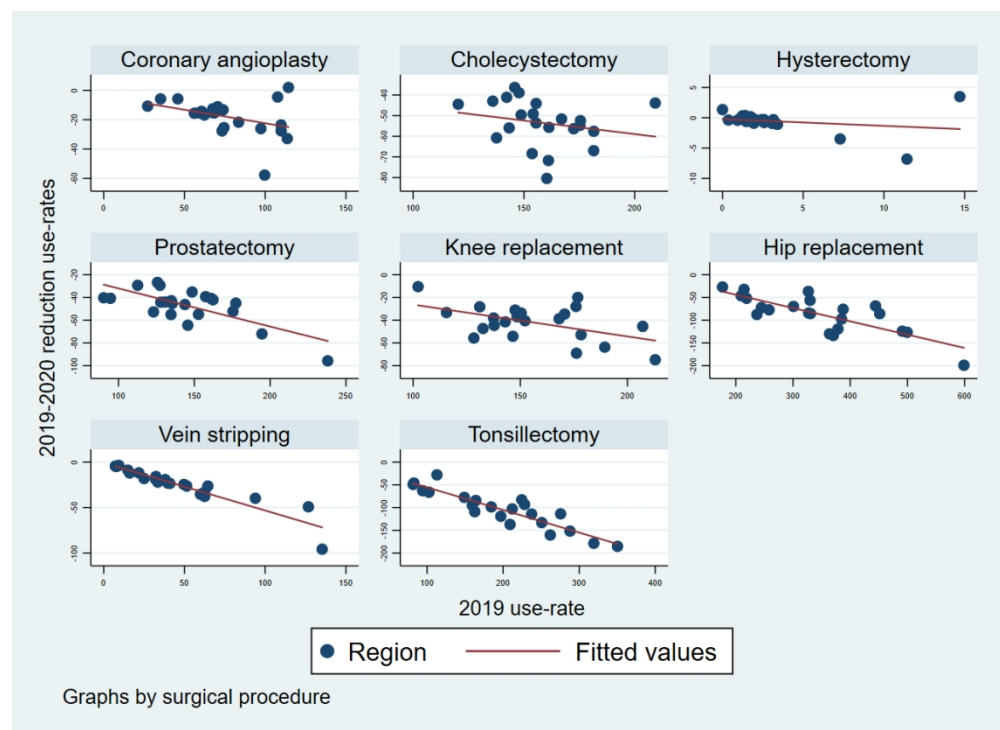 Coronary angioplasty
Cholecystectomy
Hysterectomy
0
-20
-40
-60
0 50 100 150
-40
-50
-60
-70
-80
100 150 200
5
0
-5
-10
0 5 10 15
Prostatectomy
Knee replacement
Hip replacement
-20
-40
-60
-80
-100
100 150 200 250
0
-20
-40
-60
-80
100 150 200
0
-50
-100
-150
-200
200 300 400 500 600
Vein stripping
Tonsillectomy
0
-50
-100
0 50 100 150
0
-50
-100
-150
-200
100 200 300 400
2019-2020 reduction use-rates
2019 use-rate
Region Fitted values
Graphs by surgical procedure